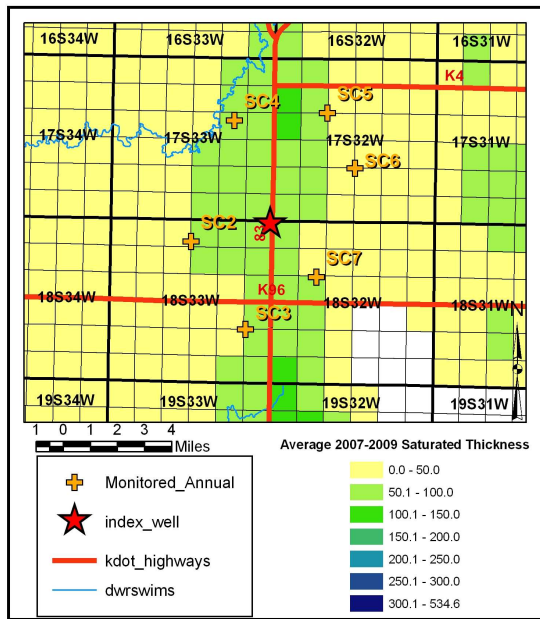 16S34W 16S33W 16S32W 16S31W
K4
SC4 SC5
17S34W 17S33W 17S32W 17S31W
SC6
SC2 83
SC7
K96
18S34W 18S33W 18S32W 18S31W
N
SC3
19S34W 19S33W 19S32W 19S31W
1 0 1 2 3 4
Miles
Monitored_Annual
index_well
kdot_highways
dwrswims
Average 2007-2009 Saturated Thickness
0.0 - 50.0
50.1 - 100.0
100.1 - 150.0
150.1 - 200.0
200.1 - 250.0
250.1 - 300.0
300.1 - 534.6